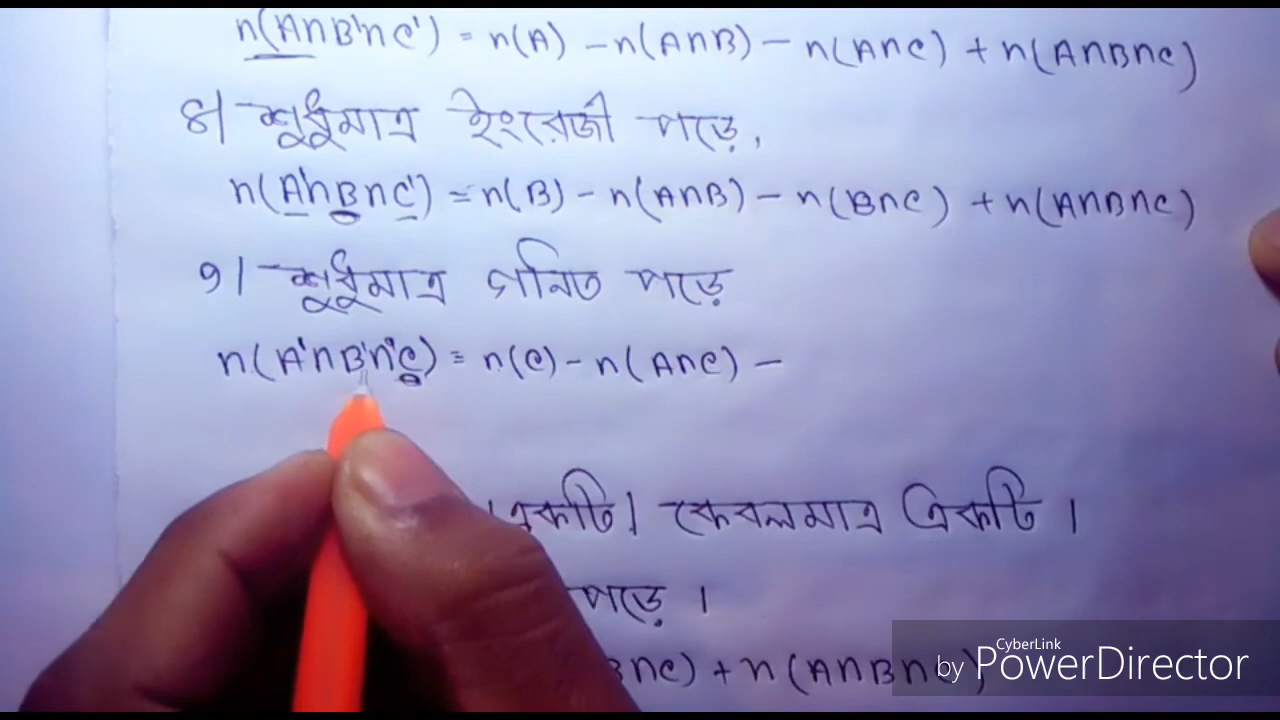 n(A∩B'∩C') = n(A) - n(A∩B) - n(A∩C) + n(A∩B∩C)
৪। শুধুমাত্র ইংরেজী পড়ে,
n(A'∩B∩C') = n(B) - n(A∩B) - n(B∩C) + n(A∩B∩C)
৭। শুধুমাত্র গনিত পড়ে
n(A'∩B'∩C) = n(C) - n(A∩C) -
একটি। কেবলমাত্র একটি।
পড়ে।
B∩C) + n(A∩B∩C)
CyberLink
by PowerDirector